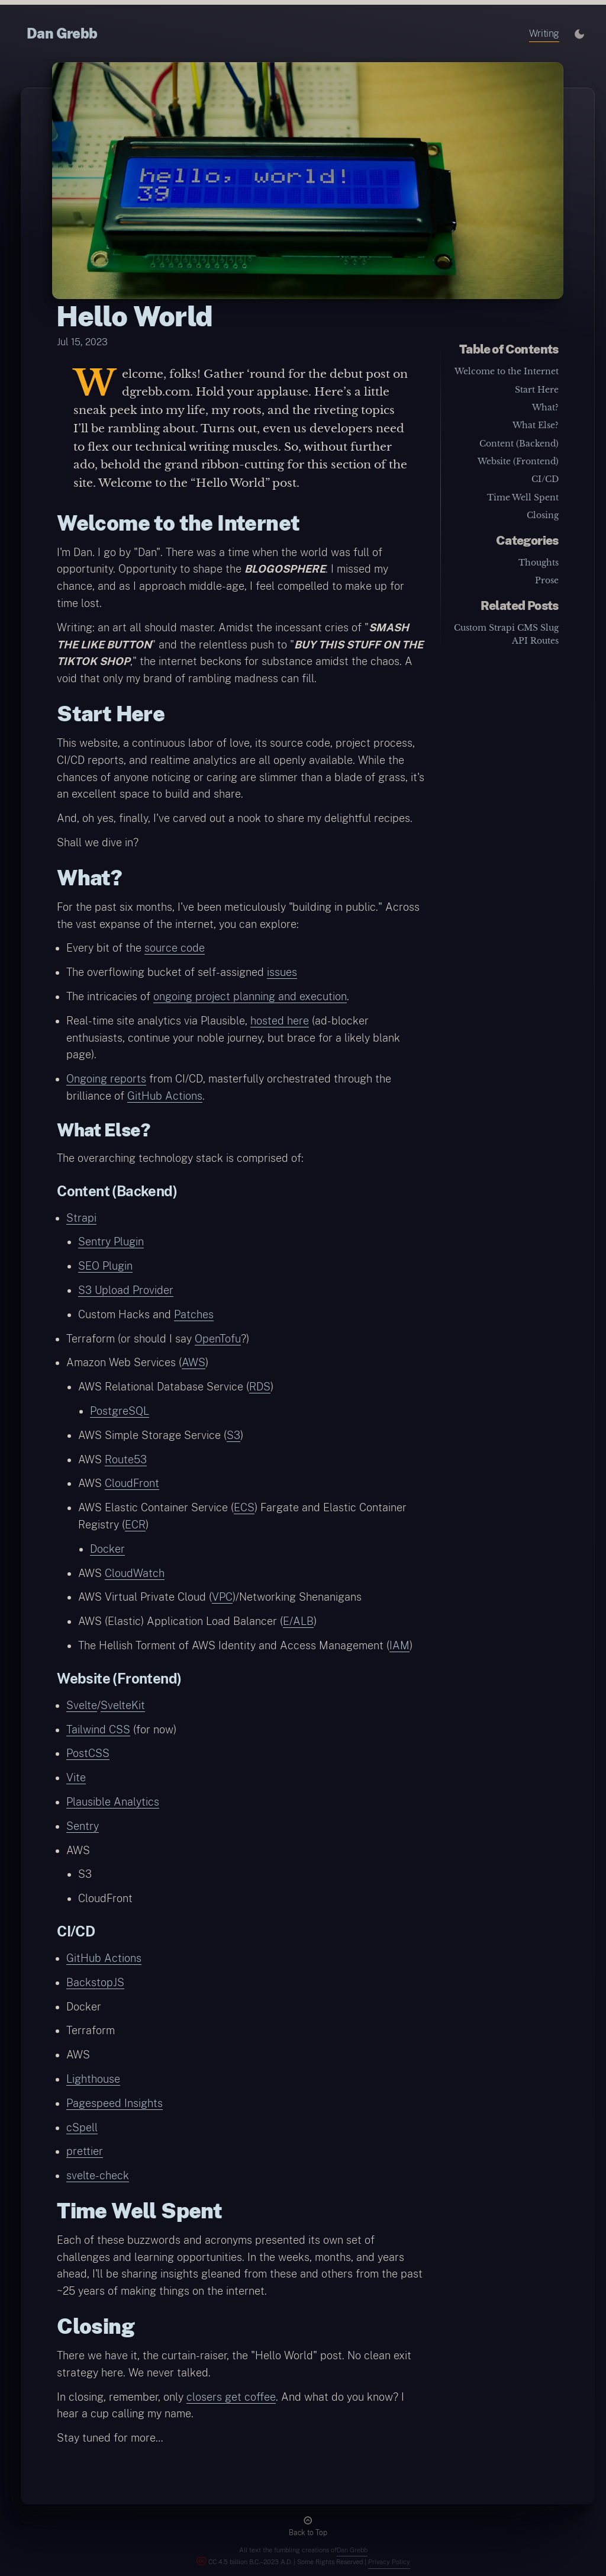 Dan Grebb
Writing
hello, world!
39
Hello World
Jul 15, 2023
Welcome, folks! Gather ‘round for the debut post on
dgrebb.com. Hold your applause. Here’s a little
sneak peek into my life, my roots, and the riveting topics
I’ll be rambling about. Turns out, even us developers need
to flex our technical writing muscles. So, without further
ado, behold the grand ribbon-cutting for this section of the
site. Welcome to the “Hello World” post.
Welcome to the Internet
I'm Dan. I go by "Dan". There was a time when the world was full of
opportunity. Opportunity to shape the BLOGOSPHERE. I missed my
chance, and as I approach middle-age, I feel compelled to make up for
time lost.
Writing: an art all should master. Amidst the incessant cries of "SMASH
THE LIKE BUTTON" and the relentless push to "BUY THIS STUFF ON THE
TIKTOK SHOP," the internet beckons for substance amidst the chaos. A
void that only my brand of rambling madness can fill.
Start Here
This website, a continuous labor of love, its source code, project process,
CI/CD reports, and realtime analytics are all openly available. While the
chances of anyone noticing or caring are slimmer than a blade of grass, it's
an excellent space to build and share.
And, oh yes, finally, I've carved out a nook to share my delightful recipes.
Shall we dive in?
What?
For the past six months, I've been meticulously "building in public." Across
the vast expanse of the internet, you can explore:
Every bit of the source code
The overflowing bucket of self-assigned issues
The intricacies of ongoing project planning and execution.
Real-time site analytics via Plausible, hosted here (ad-blocker
enthusiasts, continue your noble journey, but brace for a likely blank
page).
Ongoing reports from CI/CD, masterfully orchestrated through the
brilliance of GitHub Actions.
What Else?
The overarching technology stack is comprised of:
Content (Backend)
Strapi
Sentry Plugin
SEO Plugin
S3 Upload Provider
Custom Hacks and Patches
Terraform (or should I say OpenTofu?)
Amazon Web Services (AWS)
AWS Relational Database Service (RDS)
PostgreSQL
AWS Simple Storage Service (S3)
AWS Route53
AWS CloudFront
AWS Elastic Container Service (ECS) Fargate and Elastic Container
Registry (ECR)
Docker
AWS CloudWatch
AWS Virtual Private Cloud (VPC)/Networking Shenanigans
AWS (Elastic) Application Load Balancer (E/ALB)
The Hellish Torment of AWS Identity and Access Management (IAM)
Website (Frontend)
Svelte/SvelteKit
Tailwind CSS (for now)
PostCSS
Vite
Plausible Analytics
Sentry
AWS
S3
CloudFront
CI/CD
GitHub Actions
BackstopJS
Docker
Terraform
AWS
Lighthouse
Pagespeed Insights
cSpell
prettier
svelte-check
Time Well Spent
Each of these buzzwords and acronyms presented its own set of
challenges and learning opportunities. In the weeks, months, and years
ahead, I'll be sharing insights gleaned from these and others from the past
~25 years of making things on the internet.
Closing
There we have it, the curtain-raiser, the "Hello World" post. No clean exit
strategy here. We never talked.
In closing, remember, only closers get coffee. And what do you know? I
hear a cup calling my name.
Stay tuned for more...
Table of Contents
Welcome to the Internet
Start Here
What?
What Else?
Content (Backend)
Website (Frontend)
CI/CD
Time Well Spent
Closing
Categories
Thoughts
Prose
Related Posts
Custom Strapi CMS Slug
API Routes
Back to Top
All text the fumbling creations of Dan Grebb
CC 4.5 billion B.C.–2023 A.D. | Some Rights Reserved | Privacy Policy